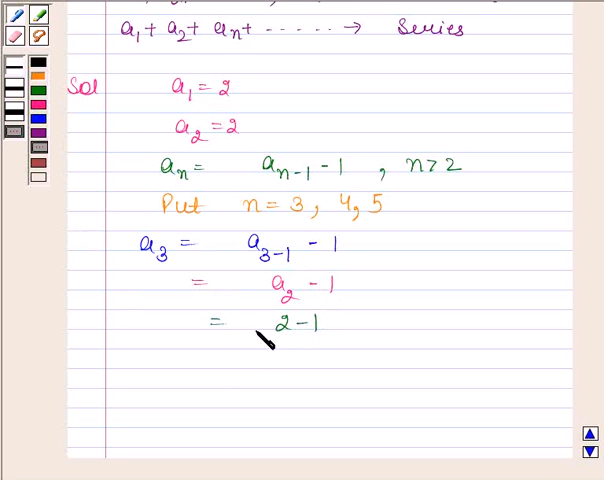 a₁ + a₂ + aₙ + ------> Series
Sol a₁ = 2
a₂ = 2
aₙ = aₙ₋₁ - 1 , n > 2
Put n = 3, 4, 5
a₃ = a₃₋₁ - 1
= a₂ - 1
= 2 - 1